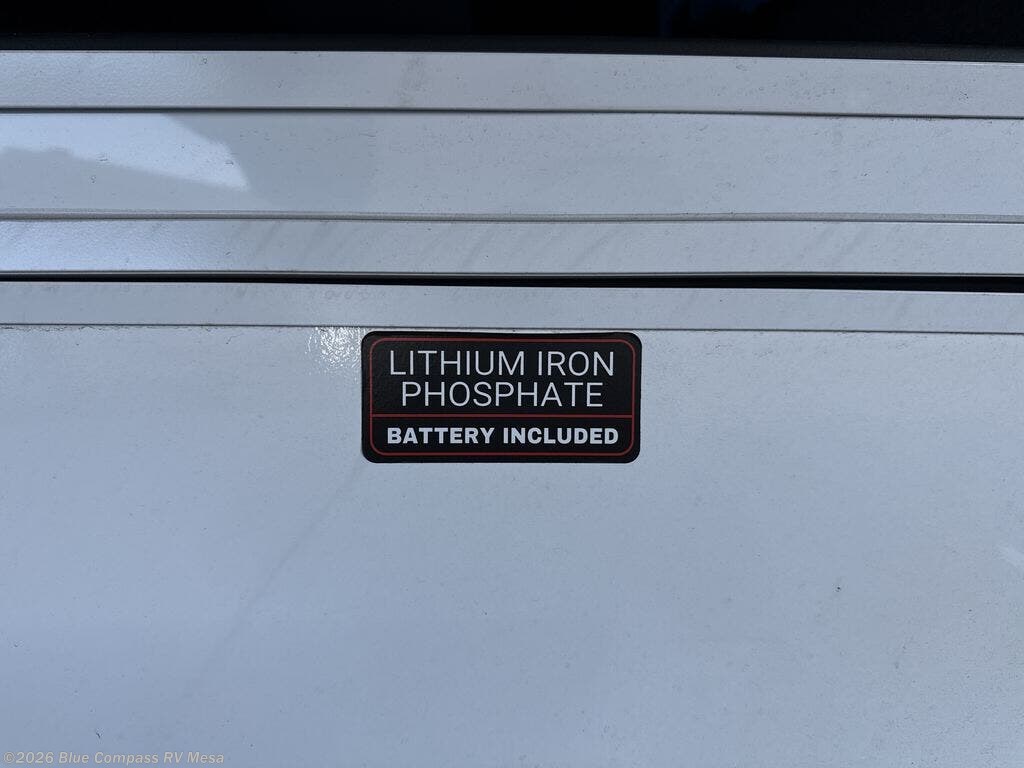 LITHIUM IRON
PHOSPHATE
BATTERY INCLUDED
©2026 Blue Compass RV Mesa